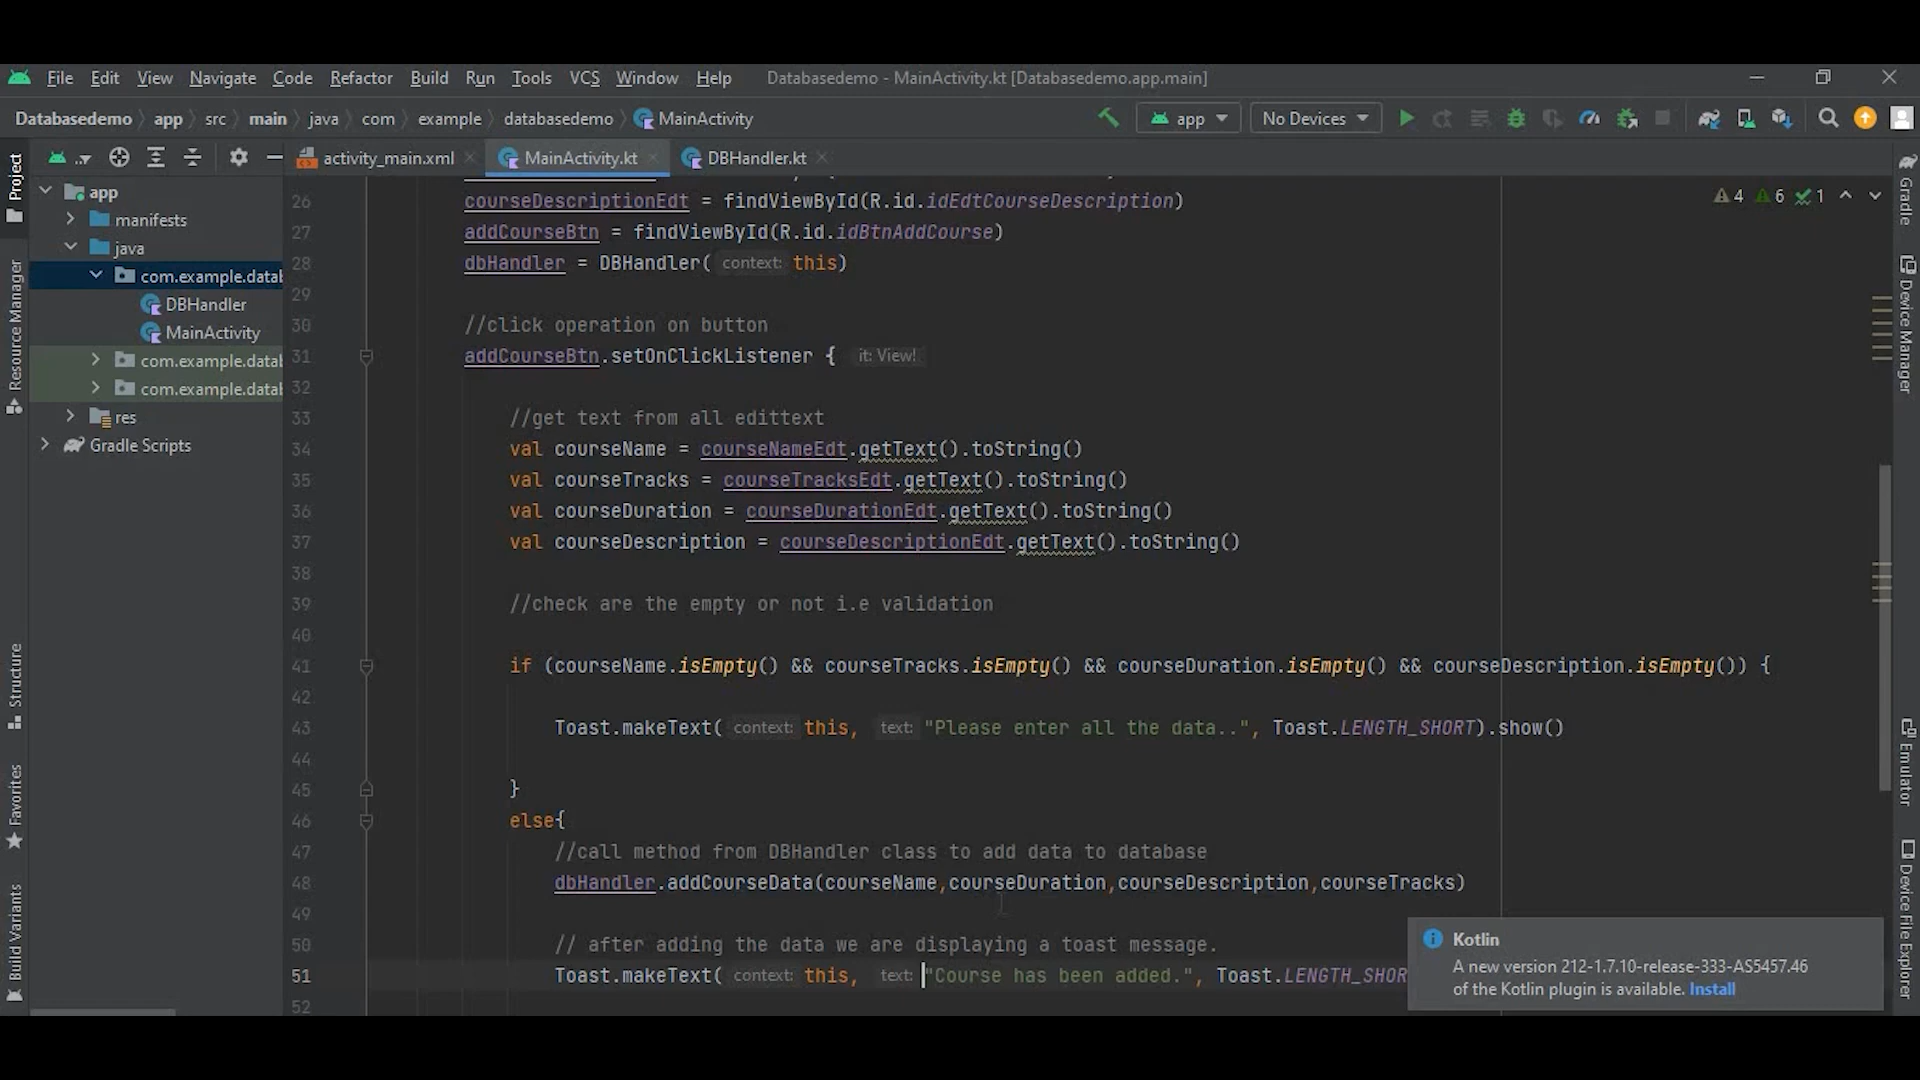 File Edit View Navigate Code Refactor Build Run Tools VCS Window Help Databasedemo - MainActivity.kt [Databasedemo.app.main]
Databasedemo app src main java com example databasedemo MainActivity app No Devices
activity_main.xml MainActivity.kt DBHandler.kt
Project
Resource Manager
Structure
Favorites
Build Variants
app
manifests
java
com.example.datab
DBHandler
MainActivity
com.example.datab
com.example.datab
res
Gradle Scripts
4 6 1
26 courseDescriptionEdt = findViewById(R.id.idEdtCourseDescription)
27 addCourseBtn = findViewById(R.id.idBtnAddCourse)
28 dbHandler = DBHandler( context: this)
29
30 //click operation on button
31 addCourseBtn.setOnClickListener { it: View!
32
33 //get text from all edittext
34 val courseName = courseNameEdt.getText().toString()
35 val courseTracks = courseTracksEdt.getText().toString()
36 val courseDuration = courseDurationEdt.getText().toString()
37 val courseDescription = courseDescriptionEdt.getText().toString()
38
39 //check are the empty or not i.e validation
40
41 if (courseName.isEmpty() && courseTracks.isEmpty() && courseDuration.isEmpty() && courseDescription.isEmpty()) {
42
43 Toast.makeText( context: this, text: "Please enter all the data..", Toast.LENGTH_SHORT).show()
44
45 }
46 else{
47 //call method from DBHandler class to add data to database
48 dbHandler.addCourseData(courseName,courseDuration,courseDescription,courseTracks)
49
50 // after adding the data we are displaying a toast message.
51 Toast.makeText( context: this, text: "Course has been added.", Toast.LENGTH_SHOR
52
Kotlin
A new version 212-1.7.10-release-333-AS5457.46
of the Kotlin plugin is available. Install
Gradle
Device Manager
Emulator
Device File Explorer